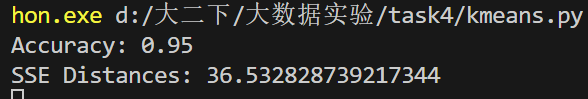 hon.exe d:/大二下/大数据实验/task4/kmeans.py
Accuracy: 0.95
SSE Distances: 36.532828739217344